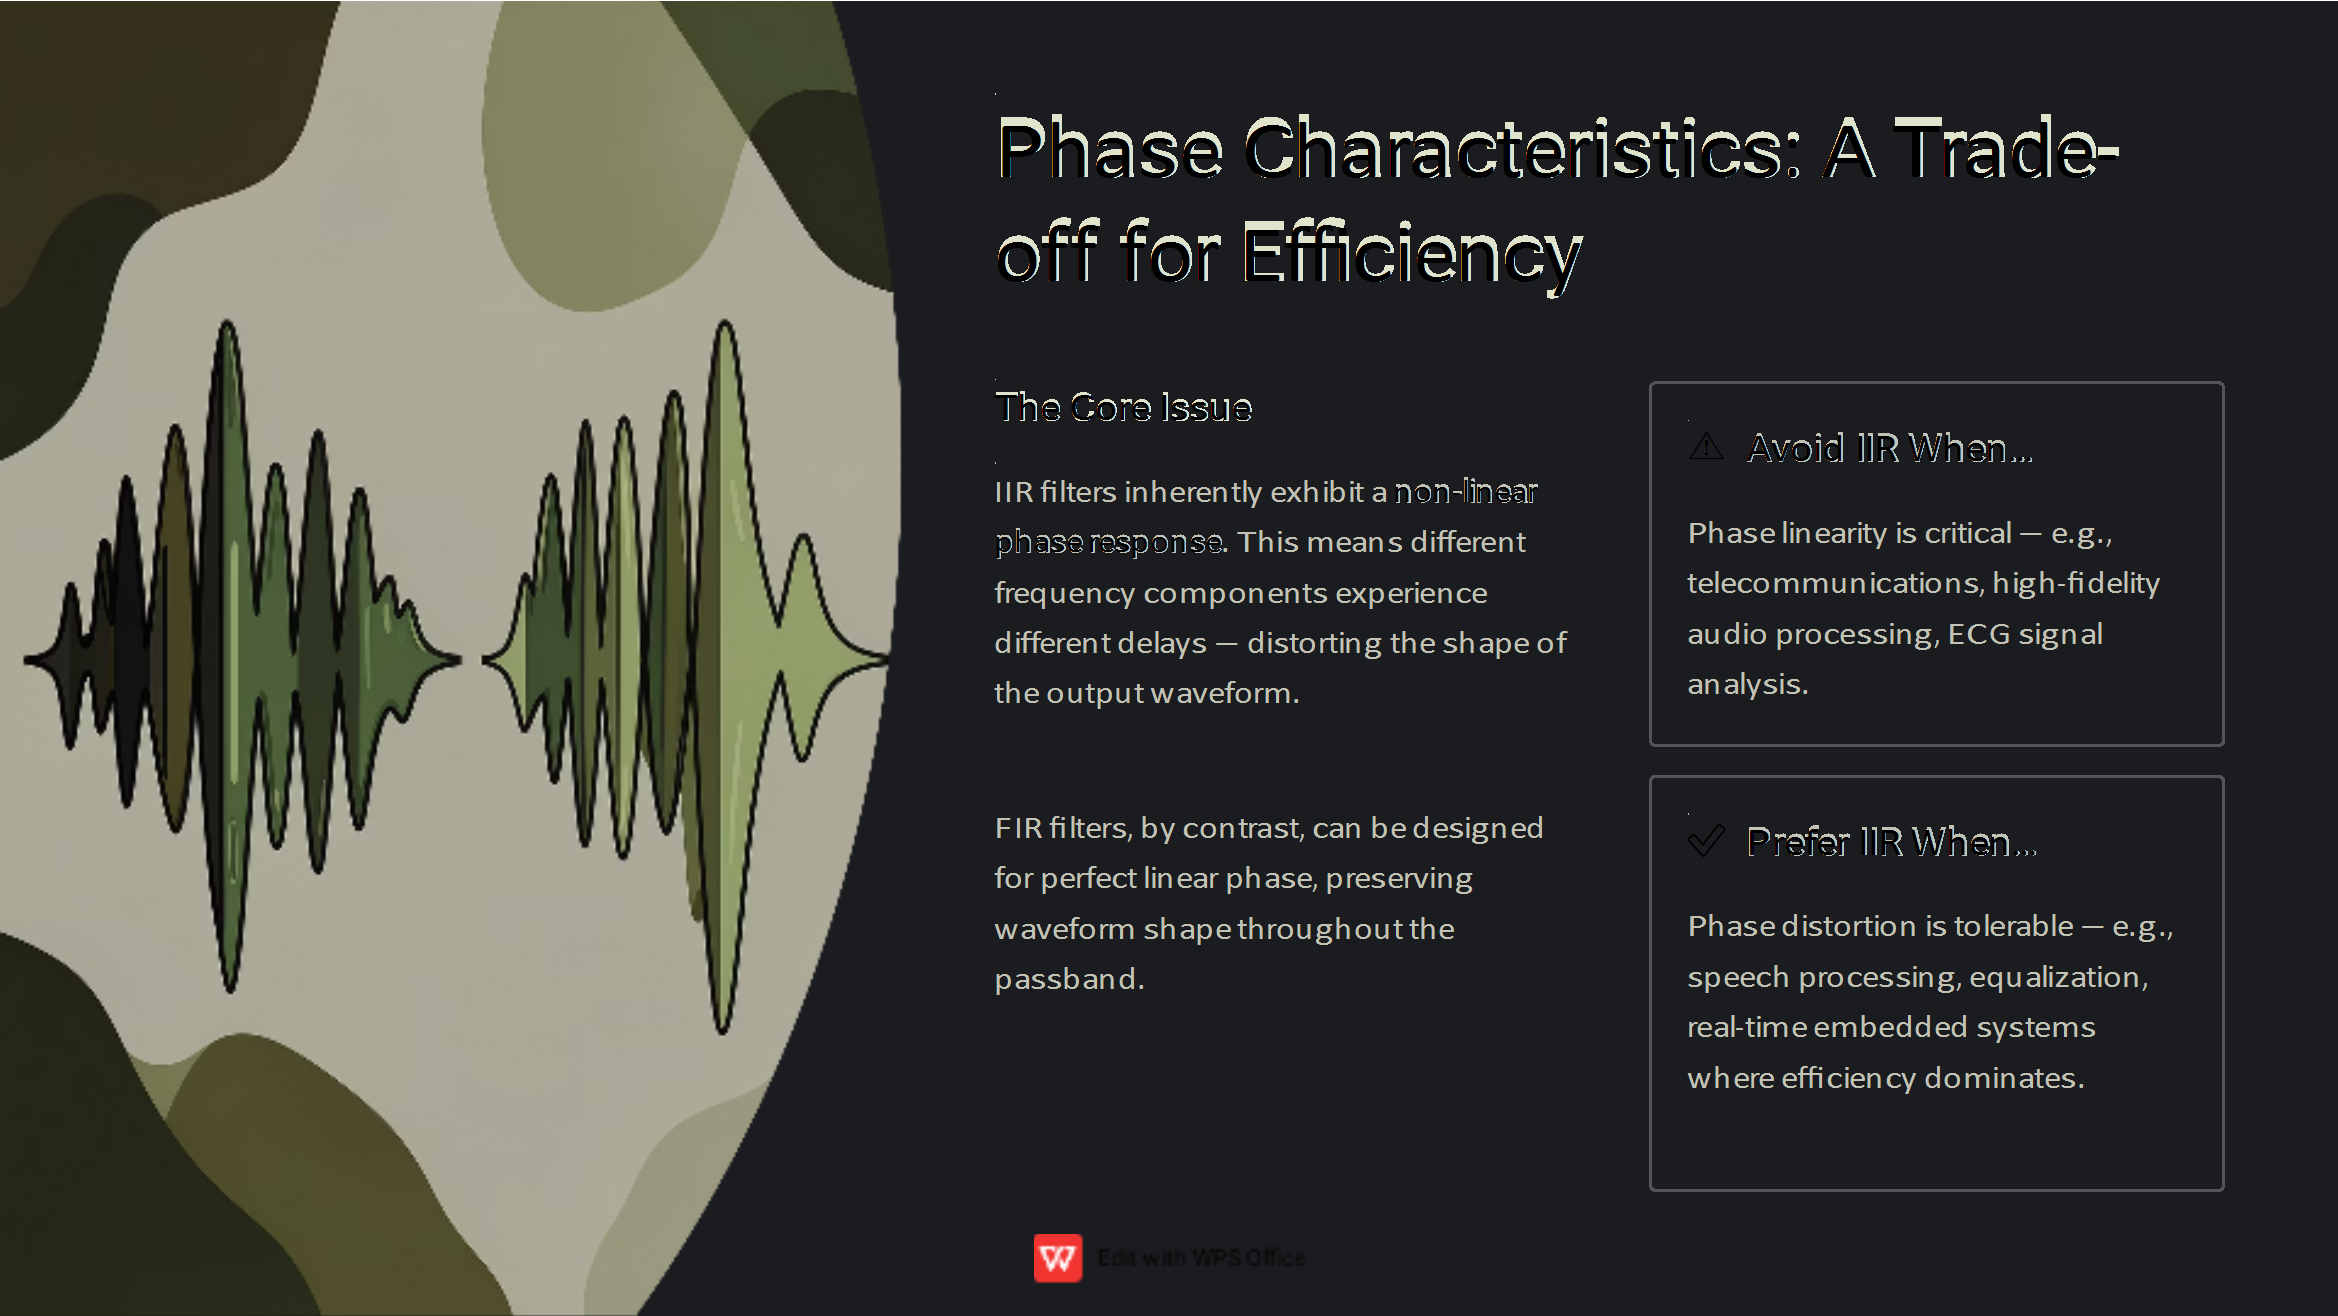 Phase Characteristics: A Trade-
off for Efficiency
The Core Issue
IIR filters inherently exhibit a non-linear
phase response. This means different
frequency components experience
different delays — distorting the shape of
the output waveform.
FIR filters, by contrast, can be designed
for perfect linear phase, preserving
waveform shape throughout the
passband.
⚠ Avoid IIR When...
Phase linearity is critical — e.g.,
telecommunications, high-fidelity
audio processing, ECG signal
analysis.
✓ Prefer IIR When...
Phase distortion is tolerable — e.g.,
speech processing, equalization,
real-time embedded systems
where efficiency dominates.
Edit with WPS Office